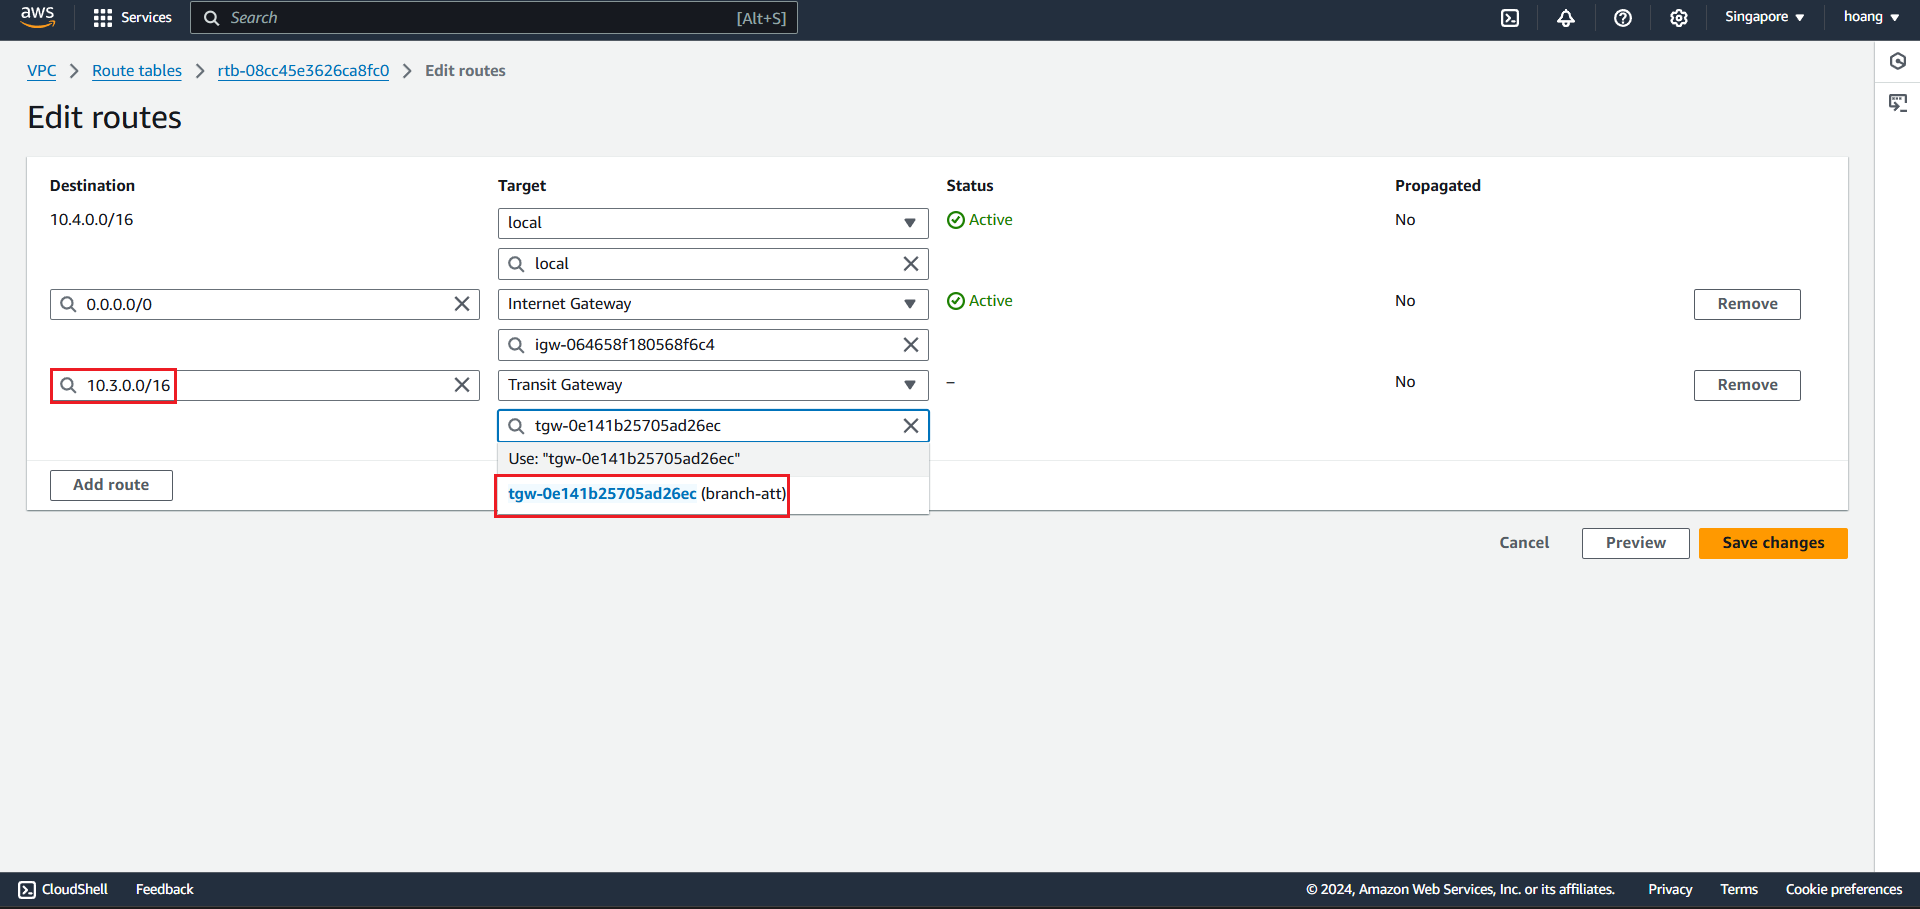 aws Services Search [Alt+S] Singapore hoang
VPC Route tables rtb-08cc45e3626ca8fc0 Edit routes
Edit routes
Destination Target Status Propagated
10.4.0.0/16 local Active No
local
0.0.0.0/0 Internet Gateway Active No Remove
igw-064658f180568f6c4
10.3.0.0/16 Transit Gateway – No Remove
tgw-0e141b25705ad26ec
Use: "tgw-0e141b25705ad26ec"
Add route tgw-0e141b25705ad26ec (branch-att)
Cancel Preview Save changes
CloudShell Feedback © 2024, Amazon Web Services, Inc. or its affiliates. Privacy Terms Cookie preferences